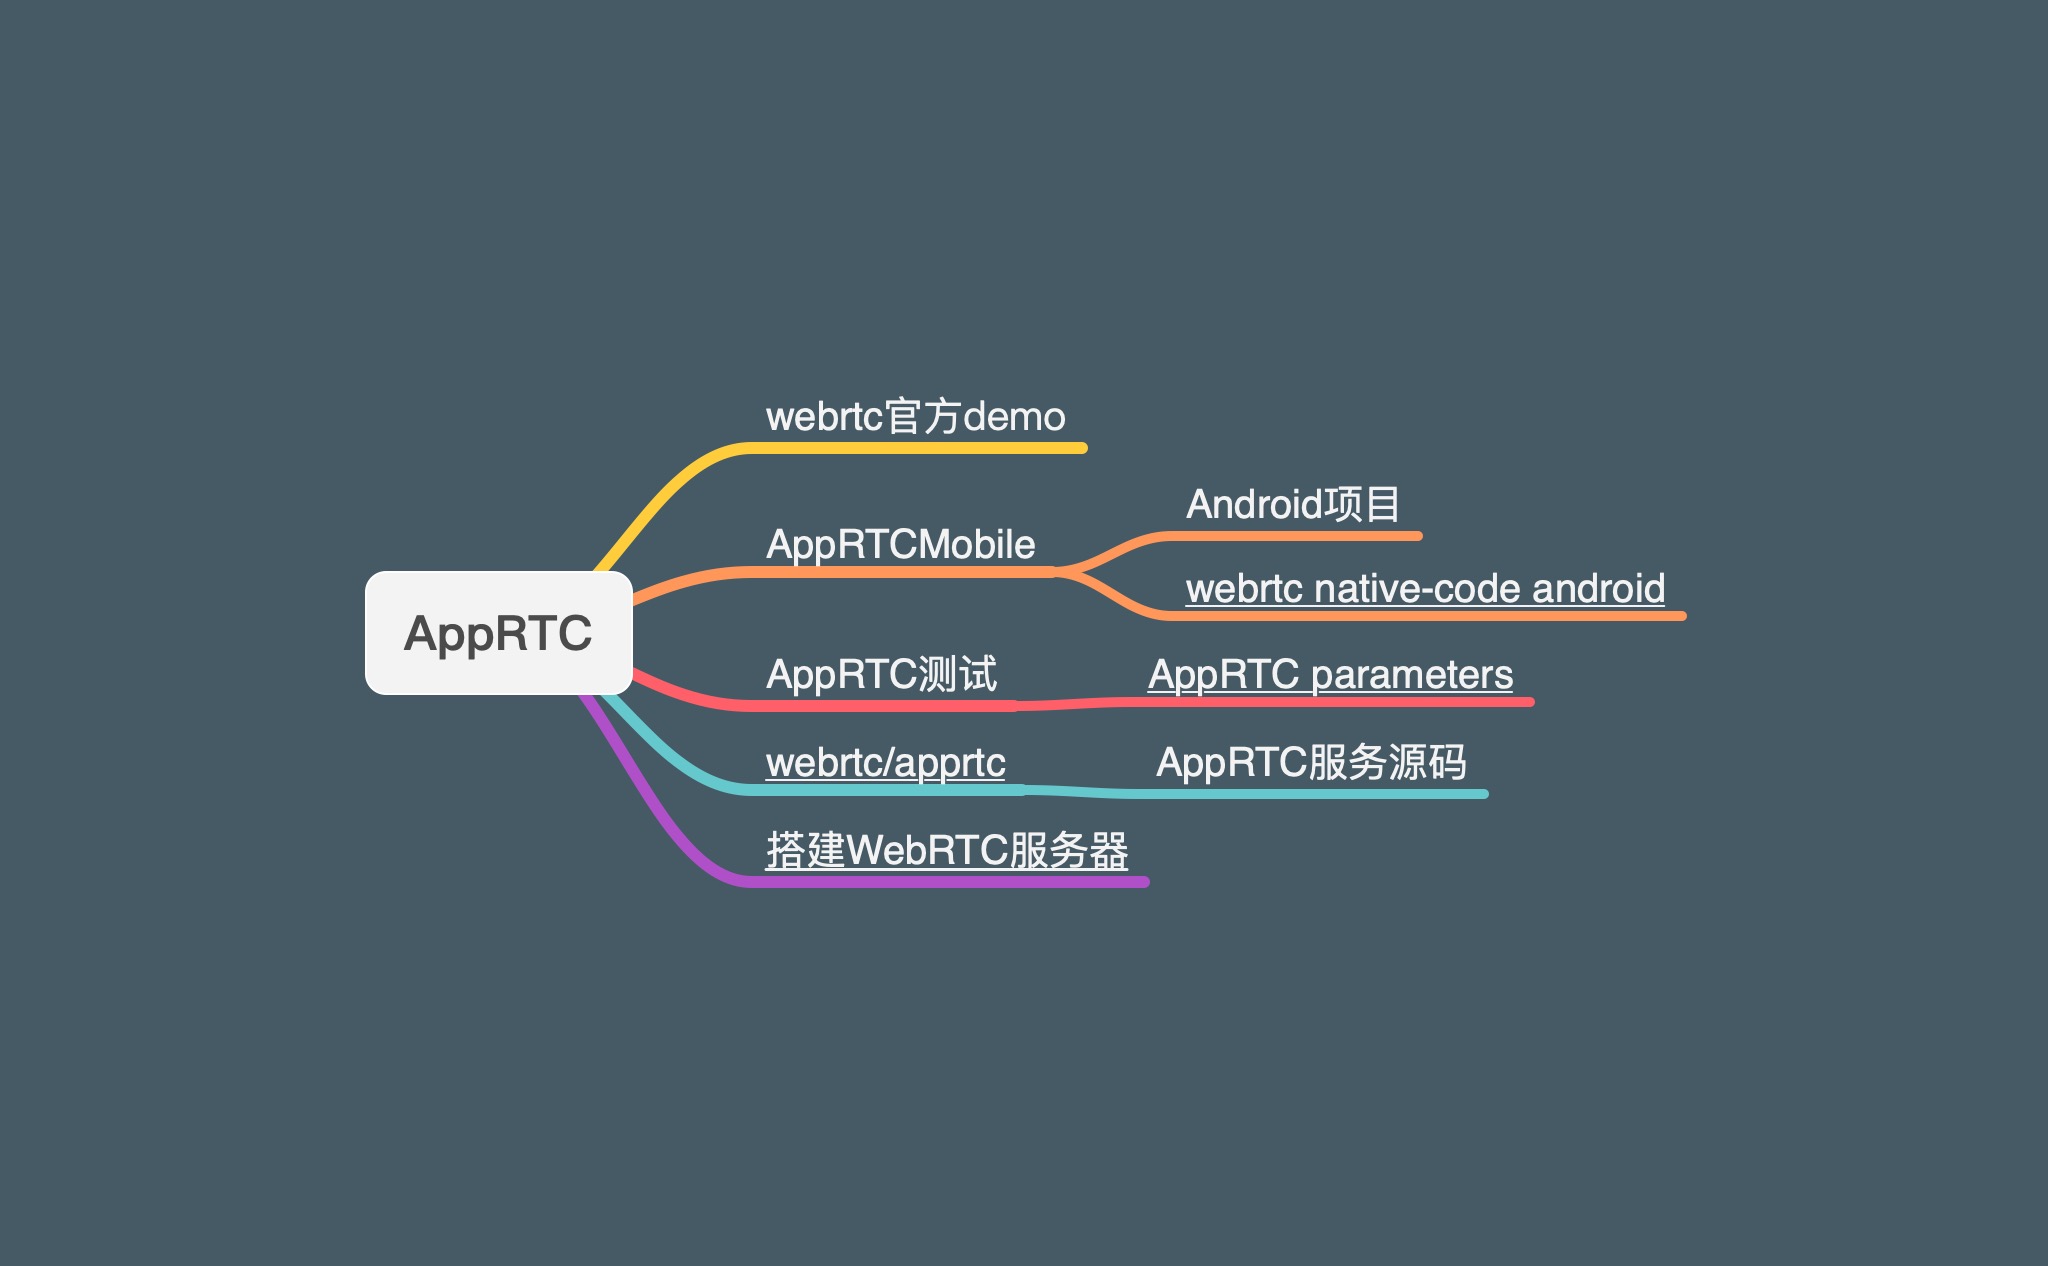 AppRTC
webrtc官方demo
AppRTCMobile
Android项目
webrtc native-code android
AppRTC测试
AppRTC parameters
webrtc/apprtc
AppRTC服务源码
搭建WebRTC服务器